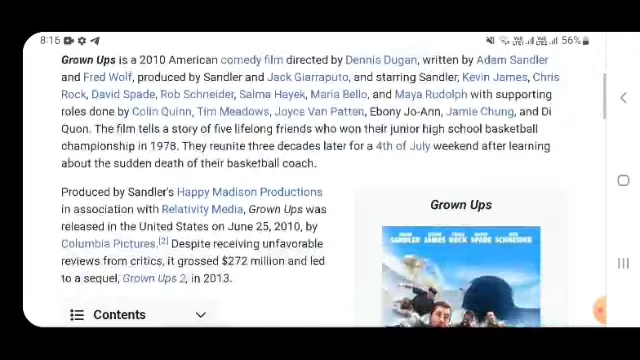 8:16 56%
Grown Ups is a 2010 American comedy film directed by Dennis Dugan, written by Adam Sandler
and Fred Wolf, produced by Sandler and Jack Giarraputo, and starring Sandler, Kevin James, Chris
Rock, David Spade, Rob Schneider, Salma Hayek, Maria Bello, and Maya Rudolph with supporting
roles done by Colin Quinn, Tim Meadows, Joyce Van Patten, Ebony Jo-Ann, Jamie Chung, and Di
Quon. The film tells a story of five lifelong friends who won their junior high school basketball
championship in 1978. They reunite three decades later for a 4th of July weekend after learning
about the sudden death of their basketball coach.
Produced by Sandler's Happy Madison Productions
in association with Relativity Media, Grown Ups was
released in the United States on June 25, 2010, by
Columbia Pictures.[2] Despite receiving unfavorable
reviews from critics, it grossed $272 million and led
to a sequel, Grown Ups 2, in 2013.
Contents
Grown Ups
ADAM SANDLER KEVIN JAMES CHRIS ROCK DAVID SPADE ROB SCHNEIDER